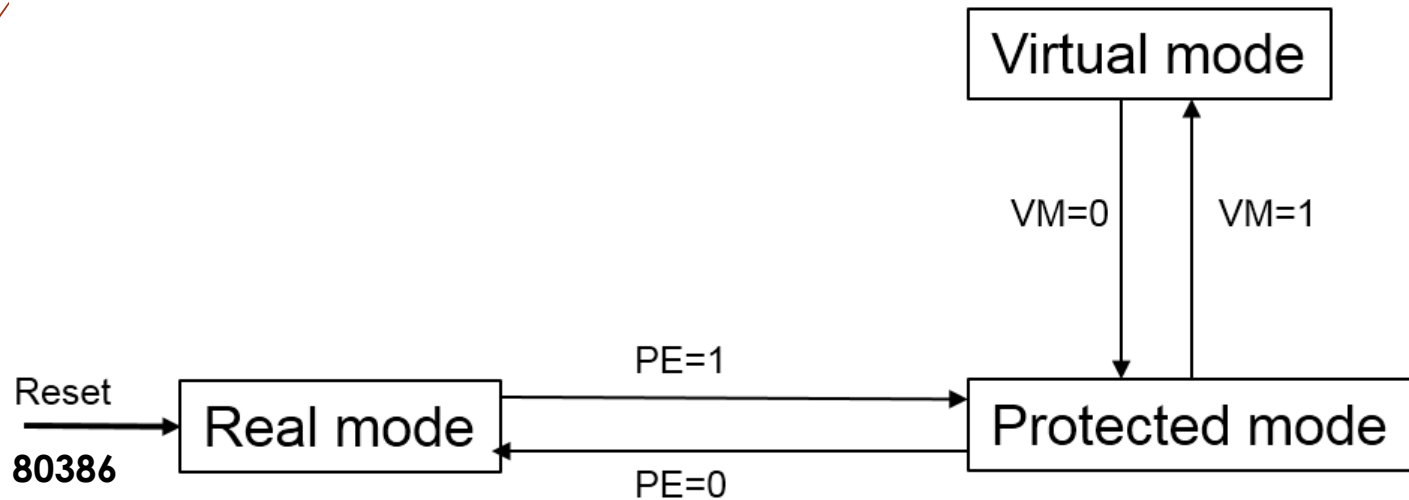 Virtual mode
VM=0 VM=1
PE=1
Reset
Real mode
Protected mode
80386
PE=0